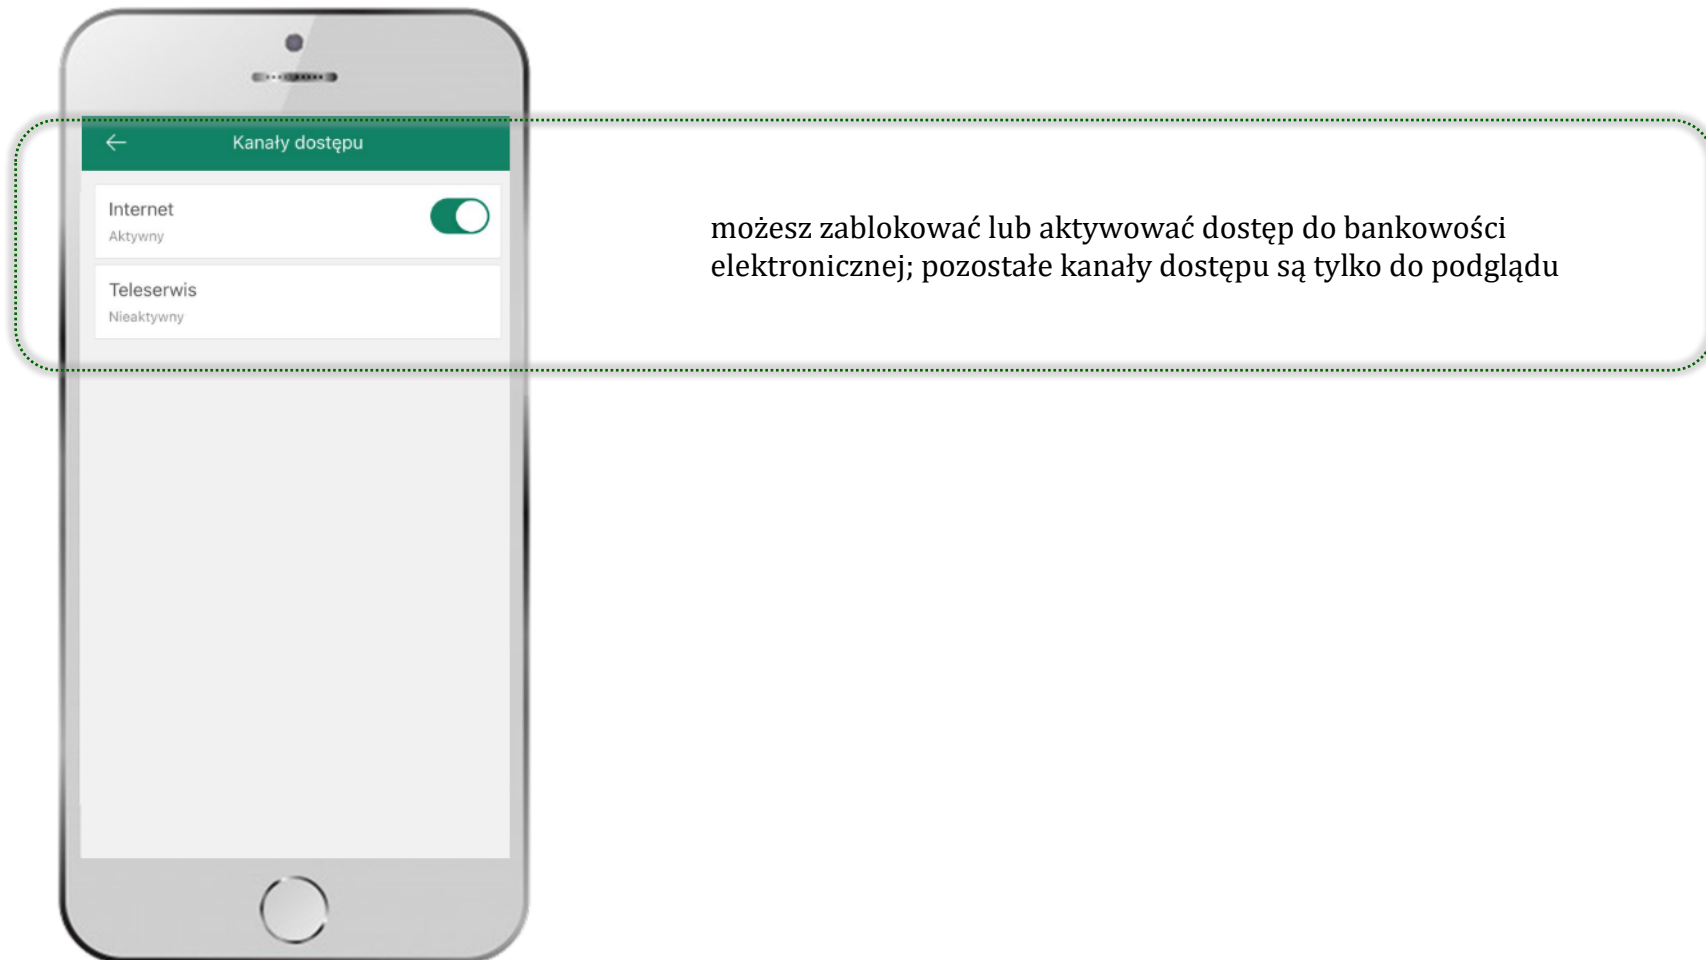 Kanały dostępu
Internet
Aktywny
Teleserwis
Nieaktywny
możesz zablokować lub aktywować dostęp do bankowości
elektronicznej; pozostałe kanały dostępu są tylko do podglądu